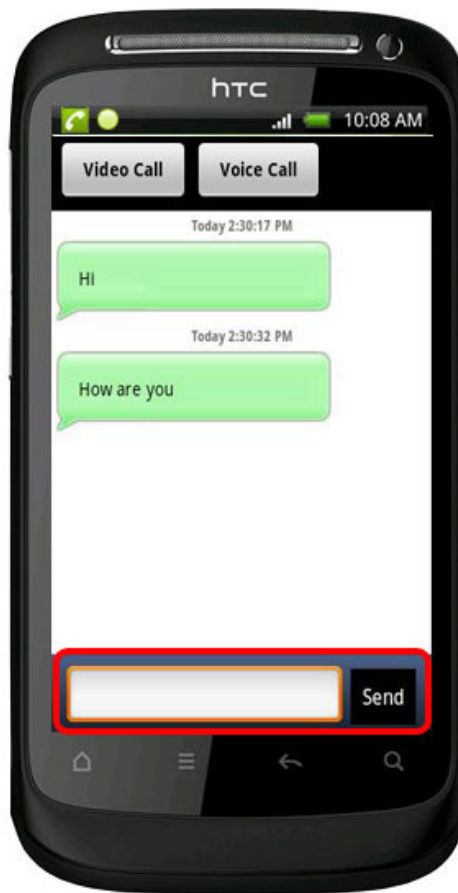 hTC
10:08 AM
Video Call Voice Call
Today 2:30:17 PM
Hi
Today 2:30:32 PM
How are you
Send